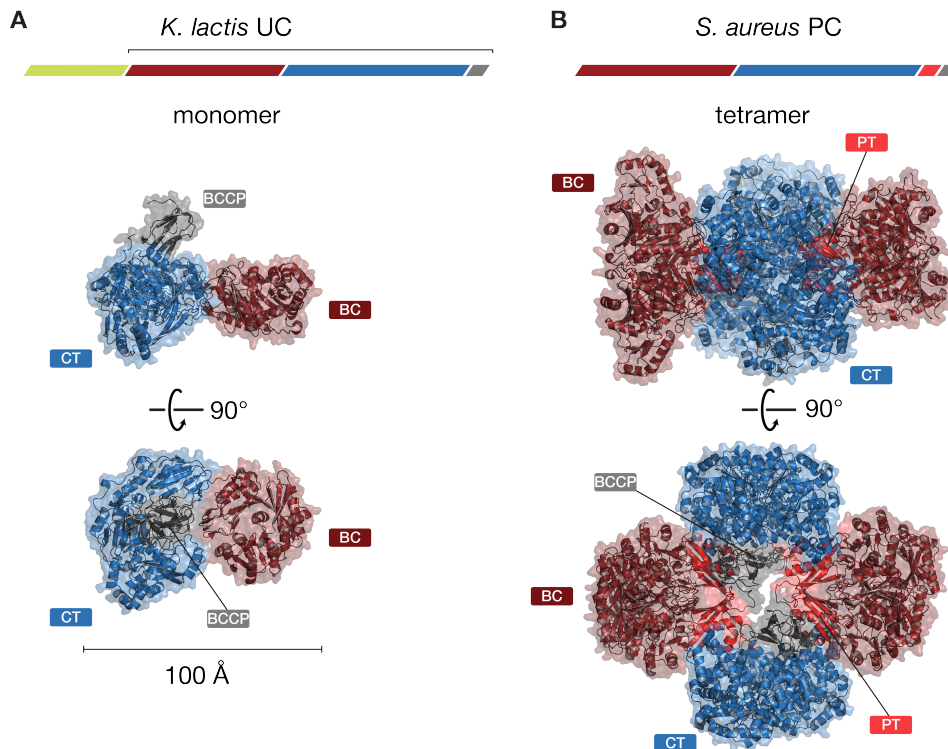 A
K. lactis UC
monomer
BCCP
BC
CT
90°
BC
CT
BCCP
100 Å
B
S. aureus PC
tetramer
PT
BC
CT
90°
BCCP
BC
PT
CT